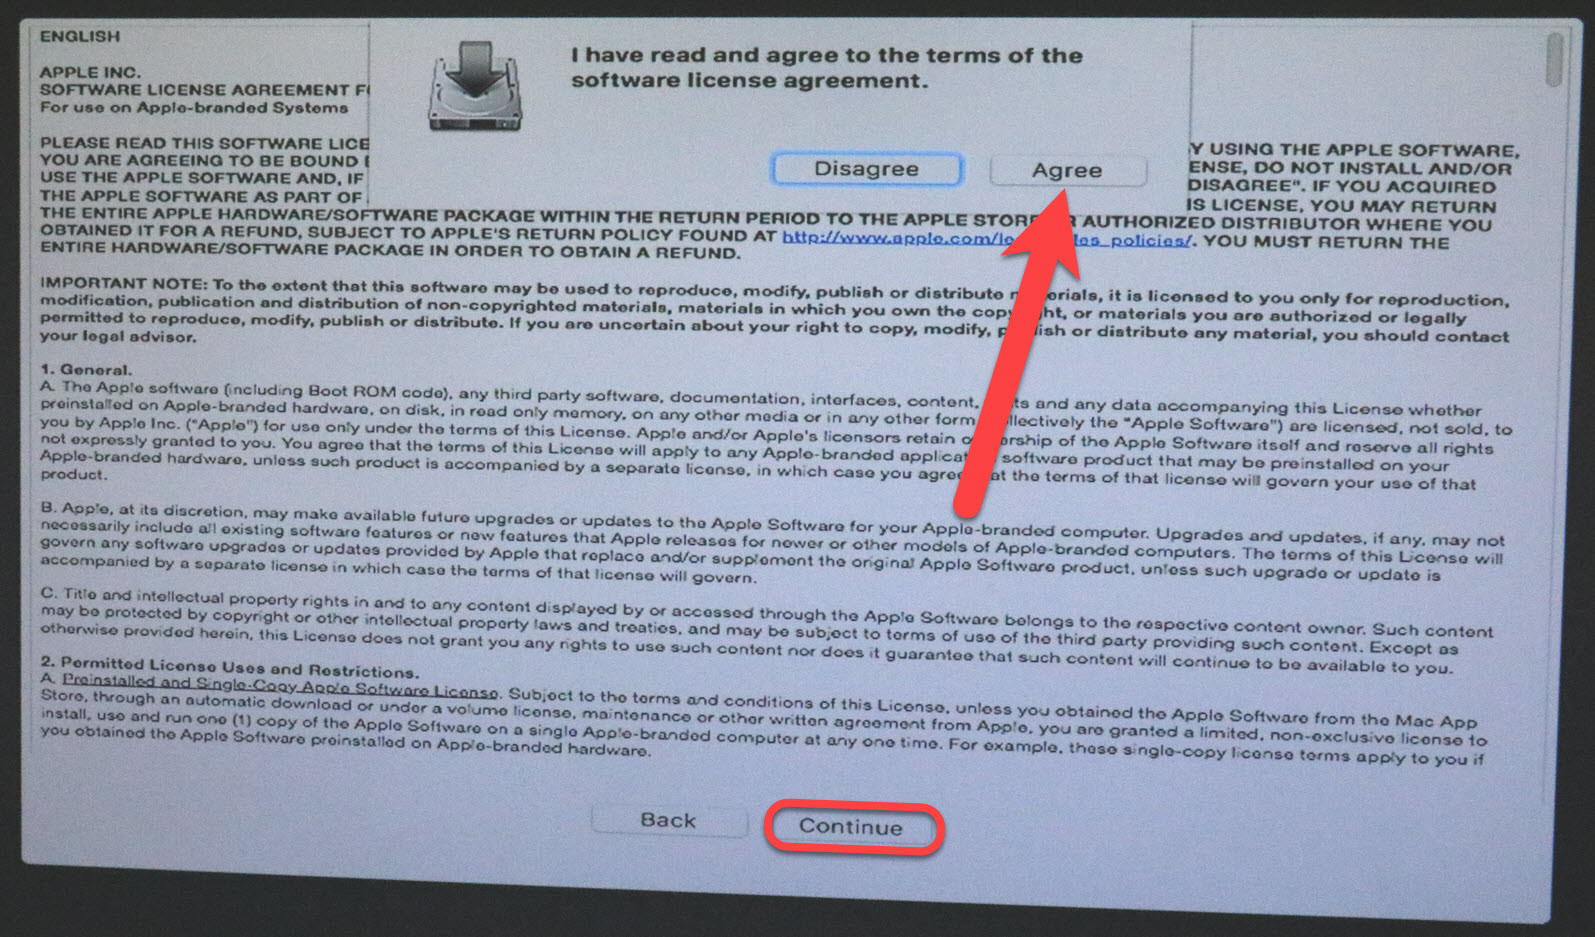 ENGLISH
I have read and agree to the terms of the
software license agreement.
Disagree
Agree
APPLE INC.
SOFTWARE LICENSE AGREEMENT
For use on Apple-branded Systems
PLEASE READ THIS SOFTWARE LICE Y USING THE APPLE SOFTWARE,
YOU ARE AGREEING TO BE BOUND ENSE, DO NOT INSTALL AND/OR
USE THE APPLE SOFTWARE AND, IF DISAGREE". IF YOU ACQUIRED
THE APPLE SOFTWARE AS PART OF IS LICENSE, YOU MAY RETURN
THE ENTIRE APPLE HARDWARE/SOFTWARE PACKAGE WITHIN THE RETURN PERIOD TO THE APPLE STORE R AUTHORIZED DISTRIBUTOR WHERE YOU
OBTAINED IT FOR A REFUND, SUBJECT TO APPLE'S RETURN POLICY FOUND AT http://www.apple.com/le les_policies/. YOU MUST RETURN THE
ENTIRE HARDWARE/SOFTWARE PACKAGE IN ORDER TO OBTAIN A REFUND.
IMPORTANT NOTE: To the extent that this software may be used to reproduce, modify, publish or distribute m erials, it is licensed to you only for reproduction,
modification, publication and distribution of non-copyrighted materials, materials in which you own the copy ht, or materials you are authorized or legally
permitted to reproduce, modify, publish or distribute. If you are uncertain about your right to copy, modify, p ish or distribute any material, you should contact
your legal advisor.
1. General.
A. The Apple software (including Boot ROM code), any third party software, documentation, interfaces, content, ts and any data accompanying this License whether
preinstalled on Apple-branded hardware, on disk, in read only memory, on any other media or in any other form llectively the “Apple Software”) are licensed, not sold, to
you by Apple Inc. (“Apple”) for use only under the terms of this License. Apple and/or Apple's licensors retain o rship of the Apple Software itself and reserve all rights
not expressly granted to you. You agree that the terms of this License will apply to any Apple-branded applicat software product that may be preinstalled on your
Apple-branded hardware, unless such product is accompanied by a separate license, in which case you agre at the terms of that license will govern your use of that
product.
B. Apple, at its discretion, may make available future upgrades or updates to the Apple Software for your Apple-branded computer. Upgrades and updates, if any, may not
necessarily include all existing software features or new features that Apple releases for newer or other models of Apple-branded computers. The terms of this License will
govern any software upgrades or updates provided by Apple that replace and/or supplement the original Apple Software product, unless such upgrade or update is
accompanied by a separate license in which case the terms of that license will govern.
C. Title and intellectual property rights in and to any content displayed by or accessed through the Apple Software belongs to the respective content owner. Such content
may be protected by copyright or other intellectual property laws and treaties, and may be subject to terms of use of the third party providing such content. Except as
otherwise provided herein, this License does not grant you any rights to use such content nor does it guarantee that such content will continue to be available to you.
2. Permitted License Uses and Restrictions.
A. Preinstalled and Single-Copy Apple Software License. Subject to the terms and conditions of this License, unless you obtained the Apple Software from the Mac App
Store, through an automatic download or under a volume license, maintenance or other written agreement from Apple, you are granted a limited, non-exclusive license to
install, use and run one (1) copy of the Apple Software on a single Apple-branded computer at any one time. For example, these single-copy license terms apply to you if
you obtained the Apple Software preinstalled on Apple-branded hardware.
Back
Continue